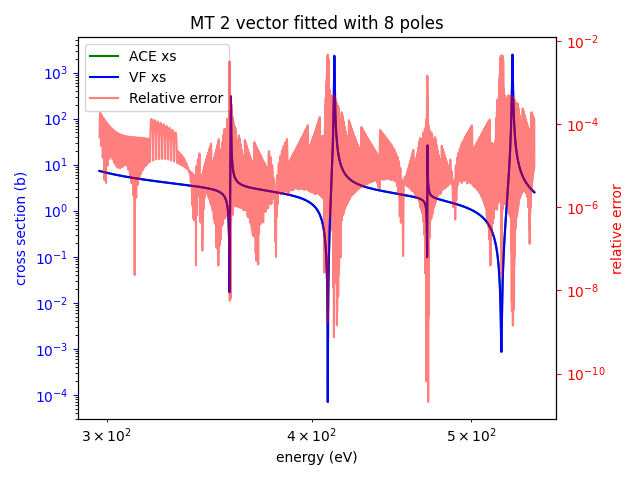 MT 2 vector fitted with 8 poles
ACE xs
VF xs
Relative error
10³
10²
10¹
10⁰
10⁻¹
10⁻²
10⁻³
10⁻⁴
cross section (b)
10⁻²
10⁻⁴
10⁻⁶
10⁻⁸
10⁻¹⁰
relative error
3 × 10²
4 × 10²
5 × 10²
energy (eV)